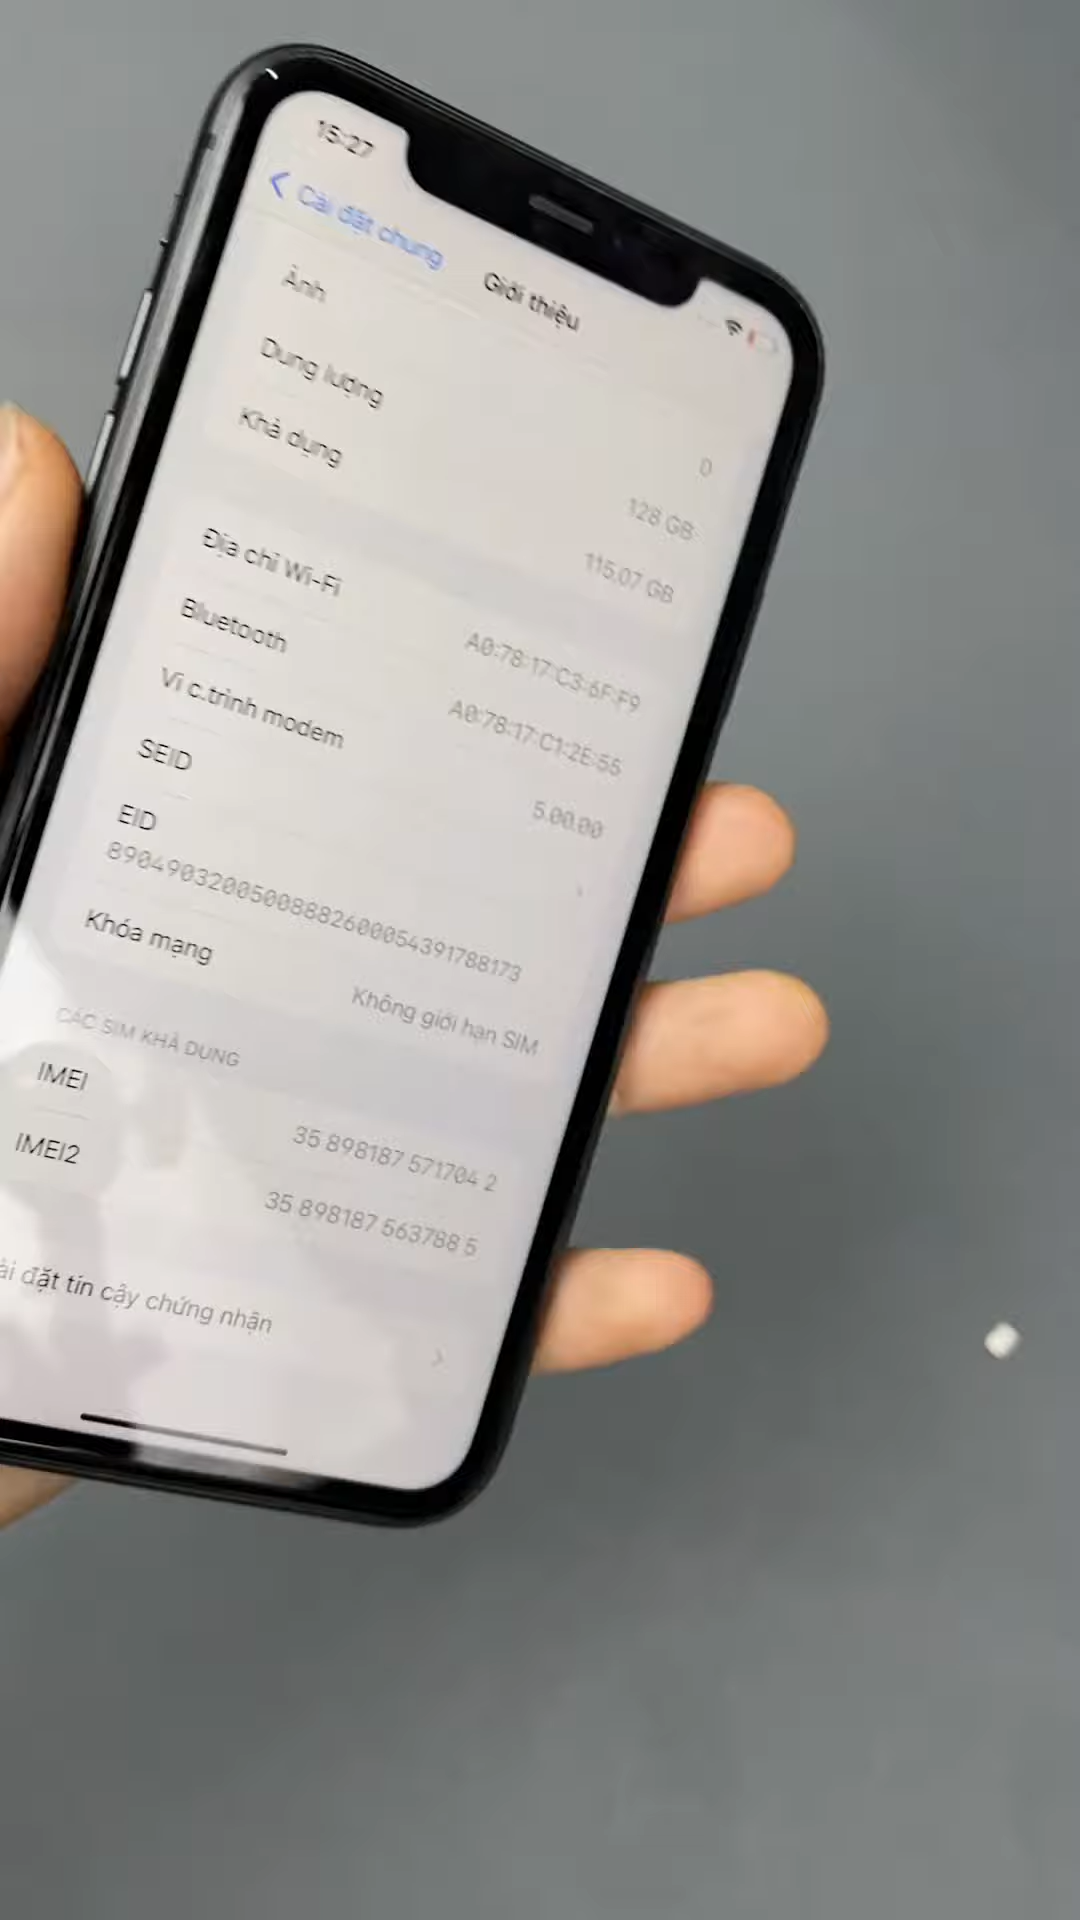 15:27
Cài đặt chung
Giới thiệu
Ảnh
0
Dung lượng
128 GB
Khả dụng
115,07 GB
Địa chỉ Wi-Fi
A0:78:17:C3:6F:F9
Bluetooth
A0:78:17:C1:2E:55
Vi c.trình modem
5.00.00
SEID
EID
89049032005008882600054391788173
Khóa mạng
Không giới hạn SIM
CÁC SIM KHẢ DỤNG
IMEI
35 898187 571704 2
IMEI2
35 898187 563788 5
ài đặt tin cậy chứng nhận